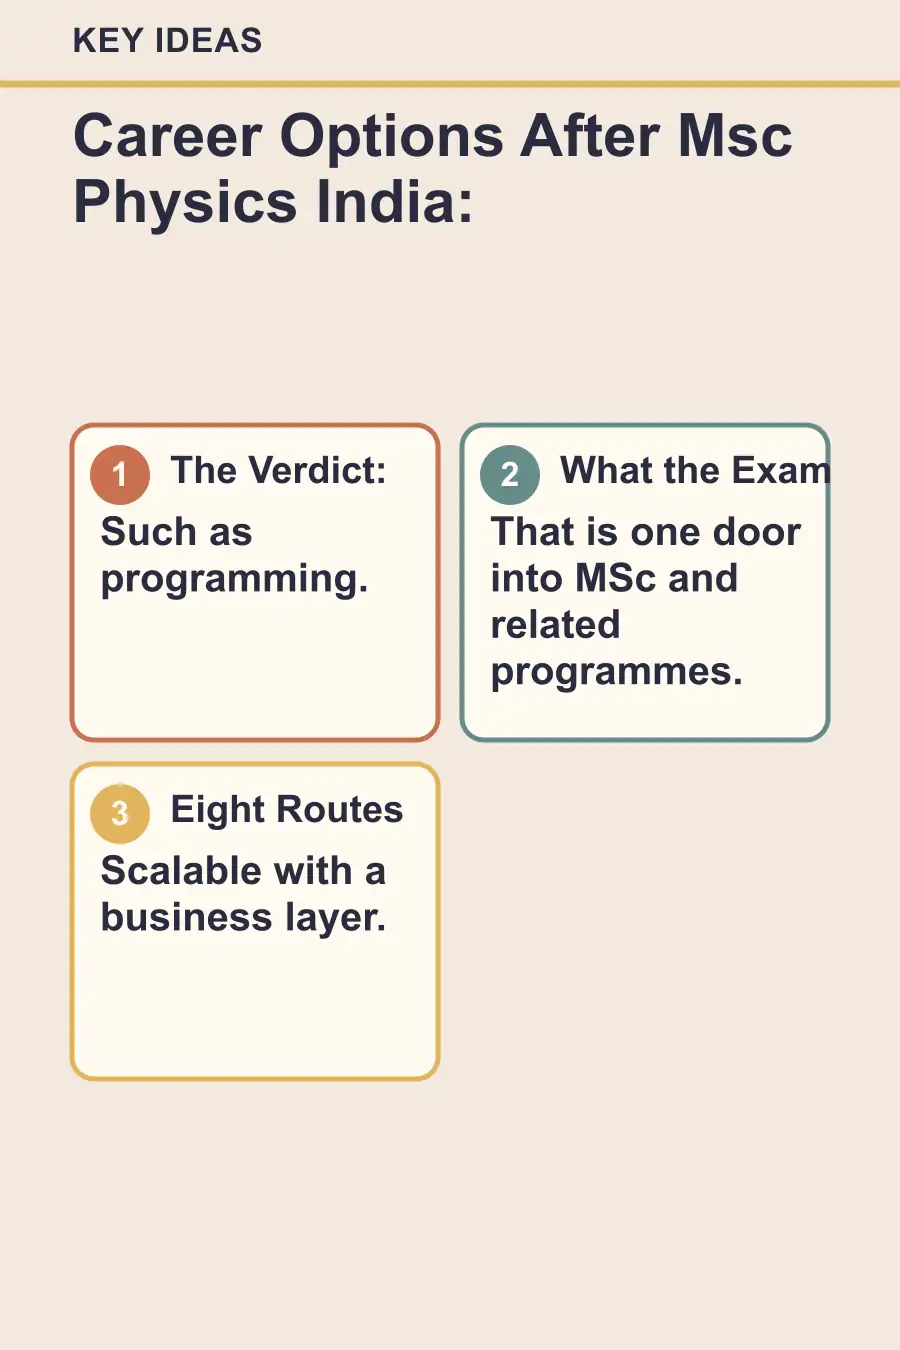 KEY IDEAS
Career Options After Msc
Physics India:
1
The Verdict:
Such as
programming.
2
What the Exam
That is one door
into MSc and
related
programmes.
3
Eight Routes
Scalable with a
business layer.